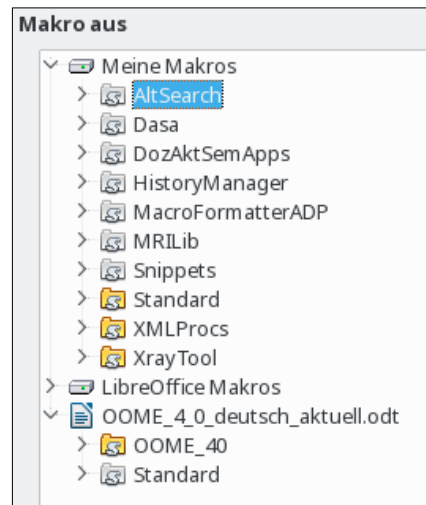 Makro aus
Meine Makros
AltSearch
Dasa
DozAktSemApps
HistoryManager
MacroFormatterADP
MRILib
Snippets
Standard
XMLProcs
XrayTool
LibreOffice Makros
OOME_4_0_deutsch_aktuell.odt
OOME_40
Standard